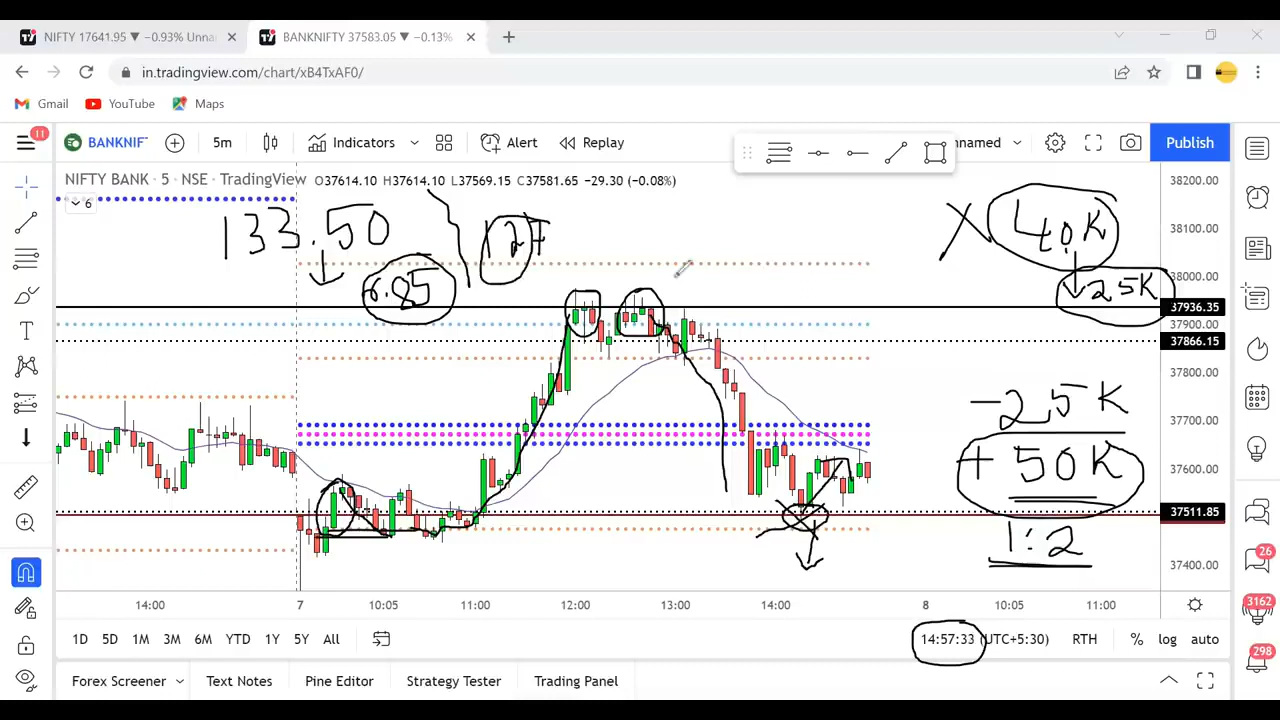 NIFTY 17641.95 ▼ −0.93% Unna
BANKNIFTY 37583.05 ▼ −0.13%
in.tradingview.com/chart/xB4TxAF0/
Gmail YouTube Maps
11
BANKNIF 5m Indicators Alert Replay nnamed Publish
NIFTY BANK · 5 · NSE · TradingView O37614.10 H37614.10 L37569.15 C37581.65 −29.30 (−0.08%)
6
133.50
127
6.85
X 40K
25K
-25K
+50K
1:2
38200.00
38100.00
38000.00
37936.35
37900.00
37866.15
37800.00
37700.00
37600.00
37511.85
37400.00
14:00 7 10:05 11:00 12:00 13:00 14:00 8 10:05 11:00
1D 5D 1M 3M 6M YTD 1Y 5Y All 14:57:33 (UTC+5:30) RTH % log auto
Forex Screener Text Notes Pine Editor Strategy Tester Trading Panel
26
3162
298